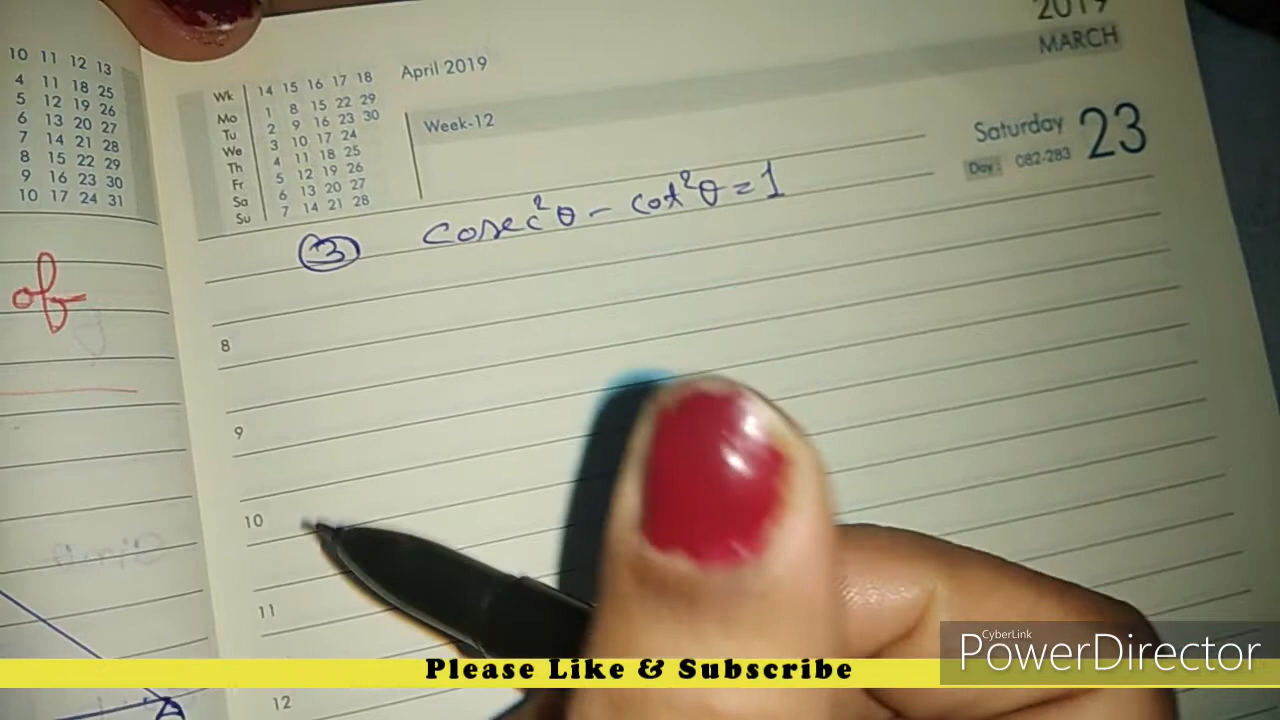 10 11 12 13
4 11 18 25
5 12 19 26
6 13 20 27
7 14 21 28
8 15 22 29
9 16 23 30
10 17 24 31
of
Wk 14 15 16 17 18
Mo 1 8 15 22 29
Tu 2 9 16 23 30
We 3 10 17 24
Th 4 11 18 25
Fr 5 12 19 26
Sa 6 13 20 27
Su 7 14 21 28
April 2019
Week-12
2019
MARCH
Saturday 23
Day: 082-283
③ cosec²θ - cot²θ = 1
8
9
10
11
12
A
CyberLink
PowerDirector
Please Like & Subscribe